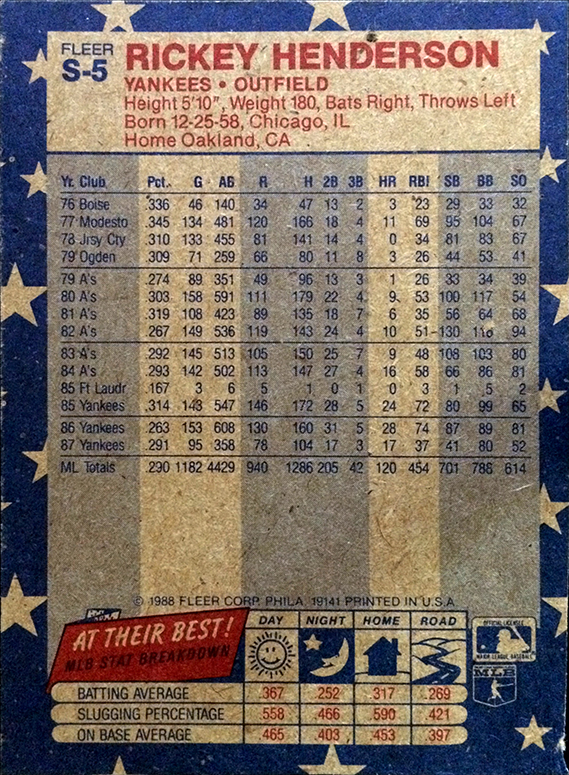 FLEER
S-5
RICKEY HENDERSON
YANKEES • OUTFIELD
Height 5'10", Weight 180, Bats Right, Throws Left
Born 12-25-58, Chicago, IL
Home Oakland, CA
Yr. Club Pct. G AB R H 2B 3B HR RBI SB BB SO
76 Boise .336 46 140 34 47 13 2 3 23 29 33 32
77 Modesto .345 134 481 120 166 18 4 11 69 95 104 67
78 Jrsy Cty .310 133 455 81 141 14 4 0 34 81 83 67
79 Ogden .309 71 259 66 80 11 8 3 26 44 53 41
79 A's .274 89 351 49 96 13 3 1 26 33 34 39
80 A's .303 158 591 111 179 22 4 9 53 100 117 54
81 A's .319 108 423 89 135 18 7 6 35 56 64 68
82 A's .267 149 536 119 143 24 4 10 51 130 116 94
83 A's .292 145 513 105 150 25 7 9 48 108 103 80
84 A's .293 142 502 113 147 27 4 16 58 66 86 81
85 Ft Laudr .167 3 6 5 1 0 1 0 3 1 5 2
85 Yankees .314 143 547 146 172 28 5 24 72 80 99 65
86 Yankees .263 153 608 130 160 31 5 28 74 87 89 81
87 Yankees .291 95 358 78 104 17 3 17 37 41 80 52
ML Totals .290 1182 4429 940 1286 205 42 120 454 701 788 614
© 1988 FLEER CORP. PHILA. 19141 PRINTED IN U.S.A.
AT THEIR BEST!
MLB STAT BREAKDOWN
DAY NIGHT HOME ROAD
BATTING AVERAGE .367 .252 .317 .269
SLUGGING PERCENTAGE .558 .466 .590 .421
ON BASE AVERAGE .465 .403 .453 .397
OFFICIAL LICENSEE
MAJOR LEAGUE BASEBALL